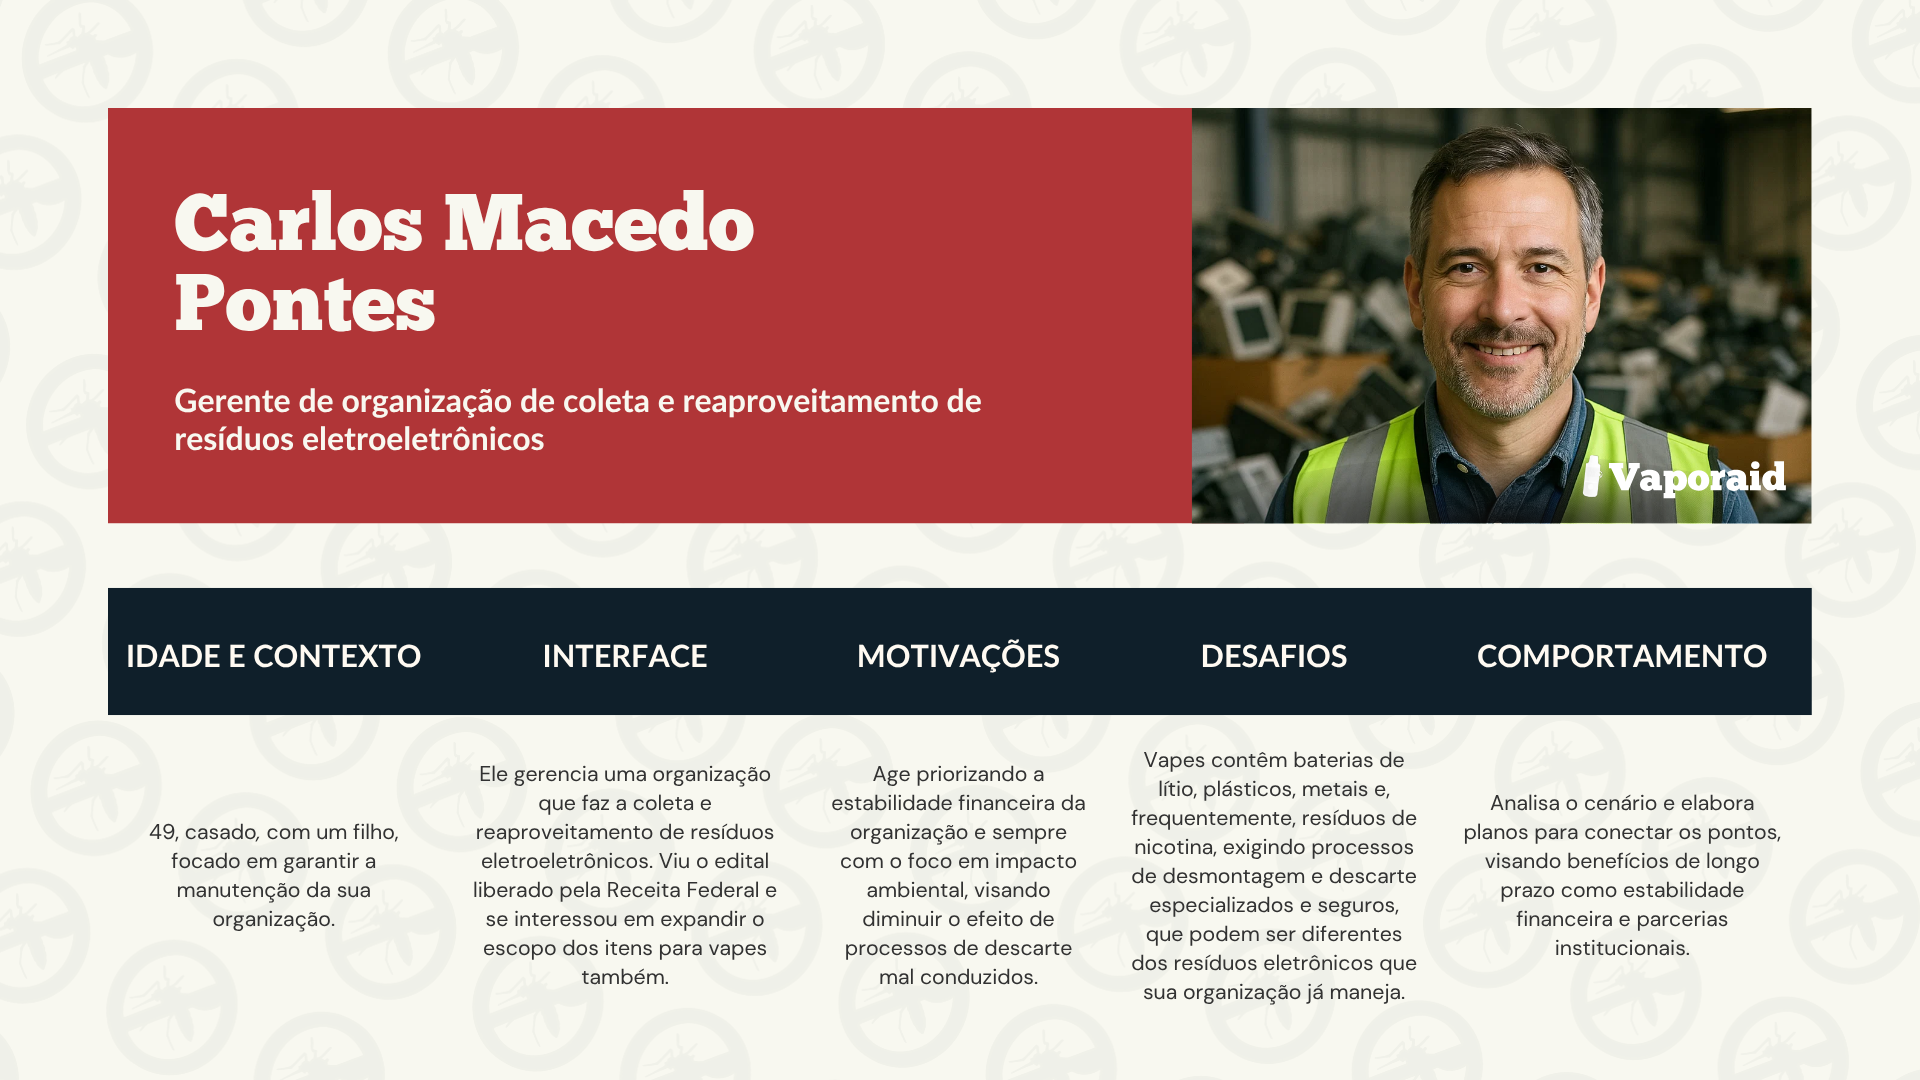 Carlos Macedo
Pontes
Gerente de organização de coleta e reaproveitamento de
resíduos eletroeletrônicos
Vaporaid
IDADE E CONTEXTO
INTERFACE
MOTIVAÇÕES
DESAFIOS
COMPORTAMENTO
49, casado, com um filho,
focado em garantir a
manutenção da sua
organização.
Ele gerencia uma organização
que faz a coleta e
reaproveitamento de resíduos
eletroeletrônicos. Viu o edital
liberado pela Receita Federal e
se interessou em expandir o
escopo dos itens para vapes
também.
Age priorizando a
estabilidade financeira da
organização e sempre
com o foco em impacto
ambiental, visando
diminuir o efeito de
processos de descarte
mal conduzidos.
Vapes contêm baterias de
lítio, plásticos, metais e,
frequentemente, resíduos de
nicotina, exigindo processos
de desmontagem e descarte
especializados e seguros,
que podem ser diferentes
dos resíduos eletrônicos que
sua organização já maneja.
Analisa o cenário e elabora
planos para conectar os pontos,
visando benefícios de longo
prazo como estabilidade
financeira e parcerias
institucionais.